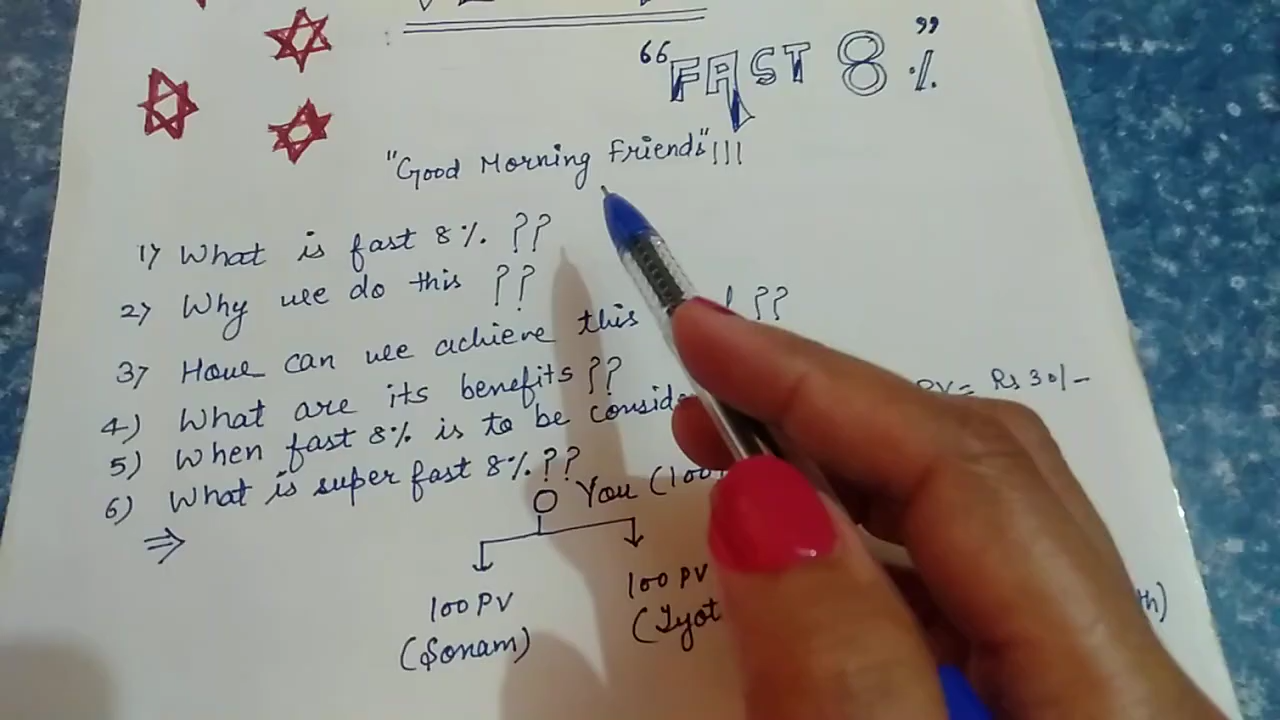 "FAST 8 %"
"Good Morning Friends"!!!
1) What is fast 8%. ??
2) Why we do this ??
3) How can we achieve this ??
4) What are its benefits ??
PV = Rs 30/-
5) When fast 8% is to be
6) What is super fast 8% ??
You (100
⇒
100 PV
100 PV
(Sonam)